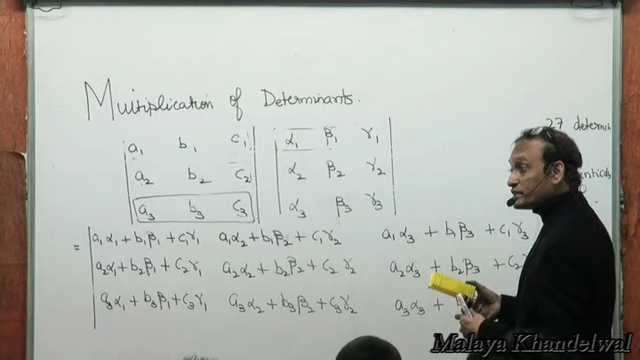 Multiplication of Determinants.
27 determin
a₁ b₁ c₁ α₁ β₁ γ₁
a₂ b₂ c₂ α₂ β₂ γ₂
a₃ b₃ c₃ α₃ β₃ γ₃
= a₁α₁+b₁β₁+c₁γ₁ a₁α₂+b₁β₂+c₁γ₂ a₁α₃+b₁β₃+c₁γ₃
a₂α₁+b₂β₁+c₂γ₁ a₂α₂+b₂β₂+c₂γ₂ a₂α₃+b₂β₃+c₂
a₃α₁+b₃β₁+c₃γ₁ a₃α₂+b₃β₂+c₃γ₂ a₃α₃+
Malaya Khandelwal